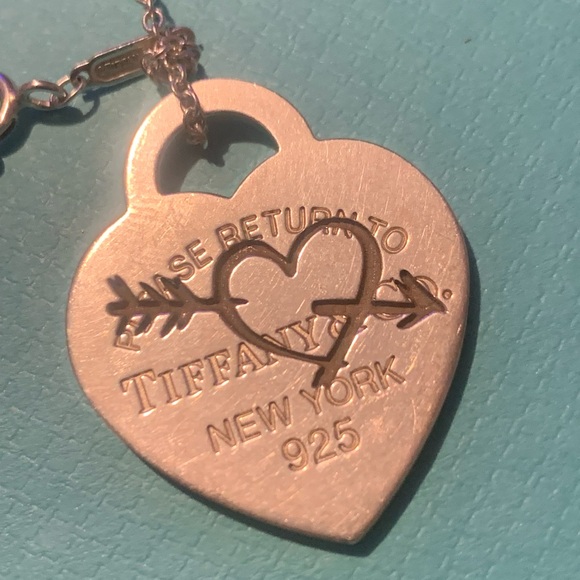 PLEASE RETURN TO
TIFFANY & CO.
NEW YORK
925